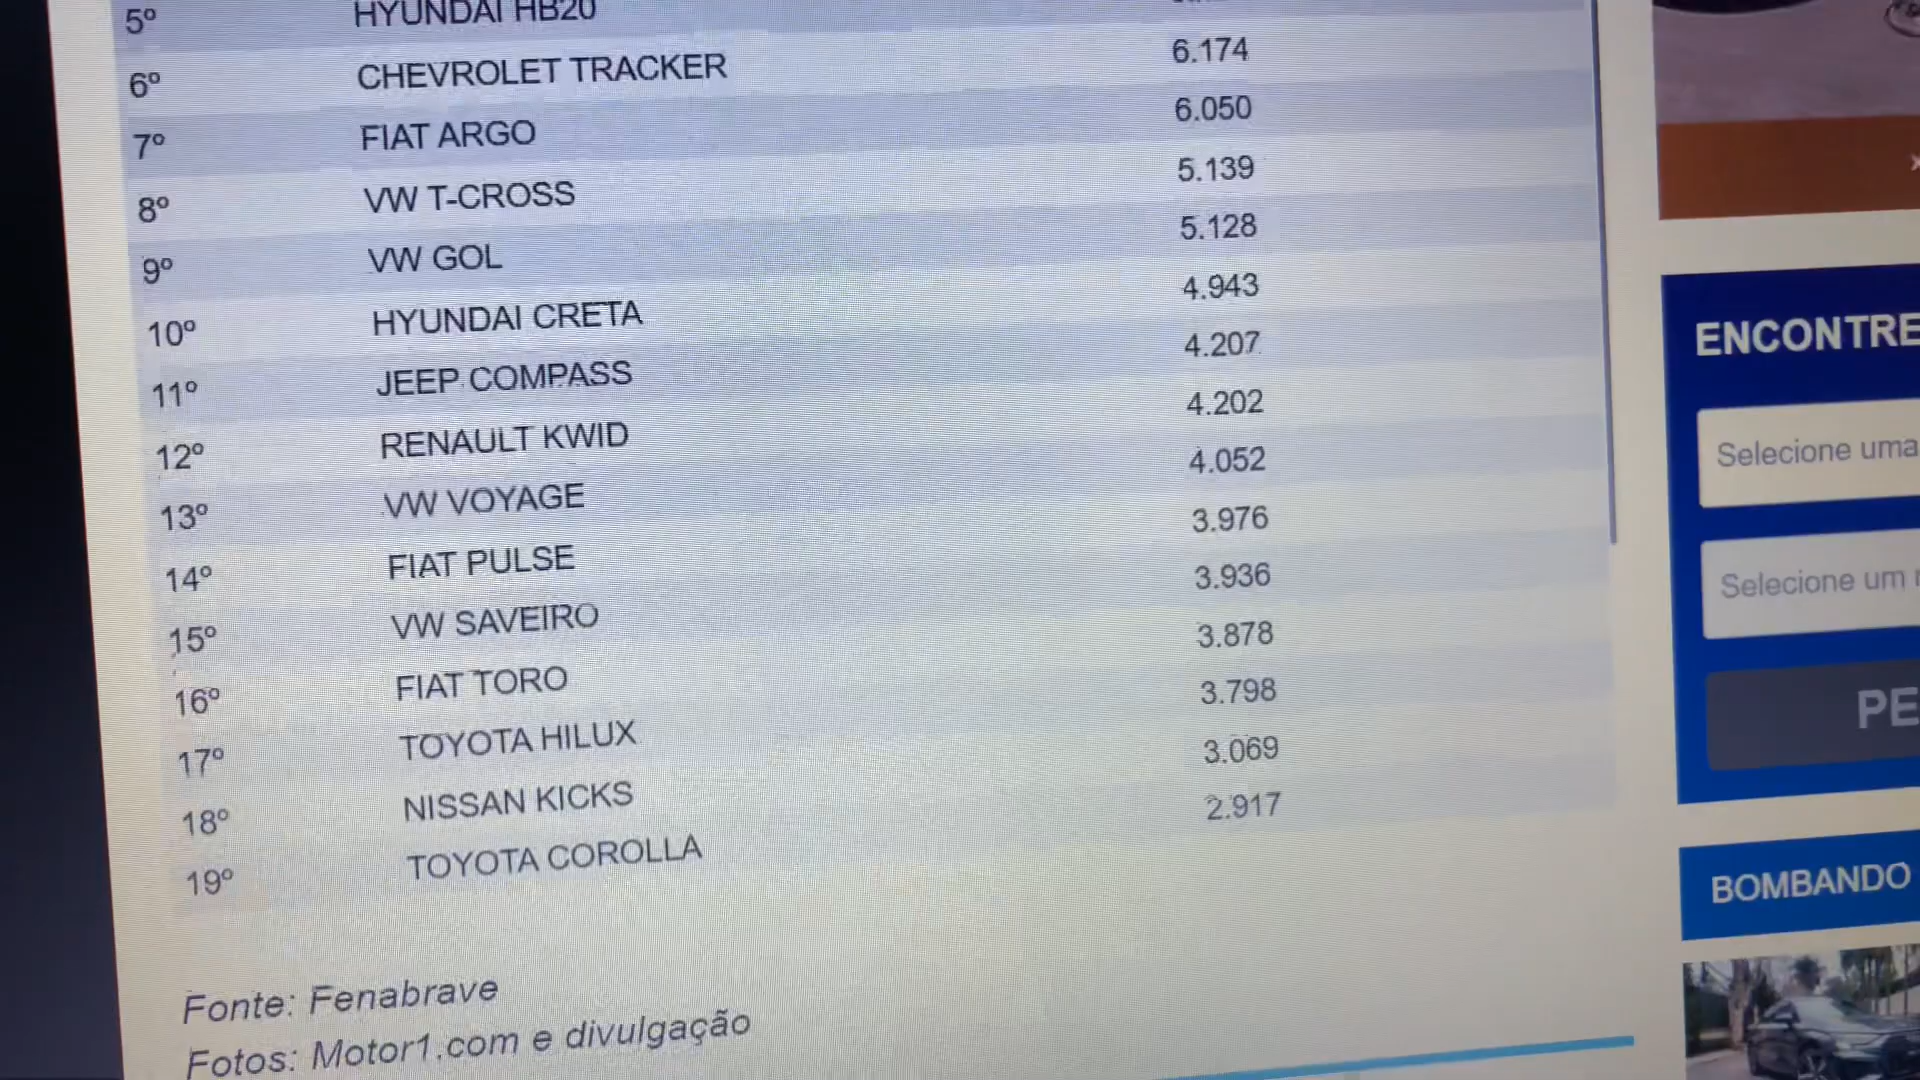 5º HYUNDAI HB20
6º CHEVROLET TRACKER 6.174
7º FIAT ARGO 6.050
8º VW T-CROSS 5.139
9º VW GOL 5.128
10º HYUNDAI CRETA 4.943
11º JEEP COMPASS 4.207
12º RENAULT KWID 4.202
13º VW VOYAGE 4.052
14º FIAT PULSE 3.976
15º VW SAVEIRO 3.936
16º FIAT TORO 3.878
17º TOYOTA HILUX 3.798
18º NISSAN KICKS 3.069
19º TOYOTA COROLLA 2.917
Fonte: Fenabrave
Fotos: Motor1.com e divulgação
ENCONTRE
Selecione uma
Selecione um
PE
BOMBANDO